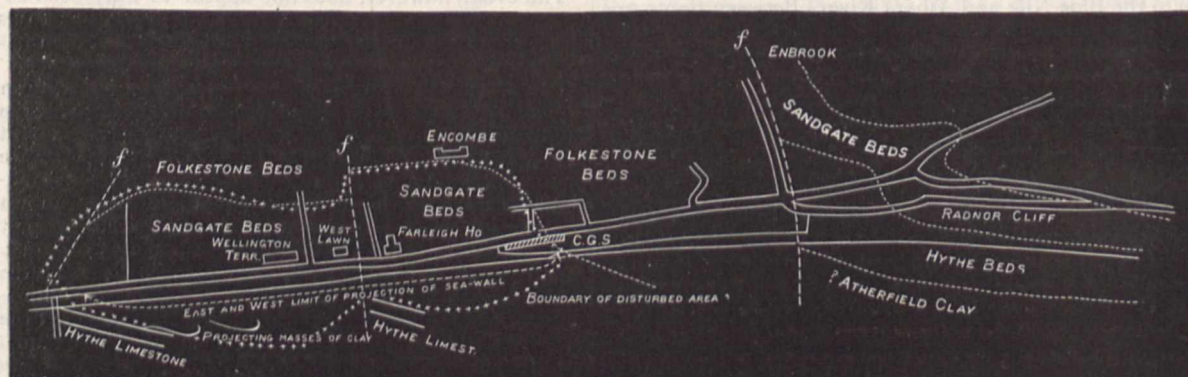 f
ENBROOK
SANDGATE BEDS
ENCOMBE
f
f
FOLKESTONE BEDS
FOLKESTONE
BEDS
SANDGATE
BEDS
SANDGATE BEDS
WELLINGTON
TERR.
WEST
LAWN
FARLEIGH HO
C.G.S
RADNOR CLIFF
HYTHE BEDS
? ATHERFIELD CLAY
EAST AND WEST LIMIT OF PROJECTION OF SEA-WALL
BOUNDARY OF DISTURBED AREA
PROJECTING MASSES OF CLAY
HYTHE LIMESTONE
HYTHE LIMEST.